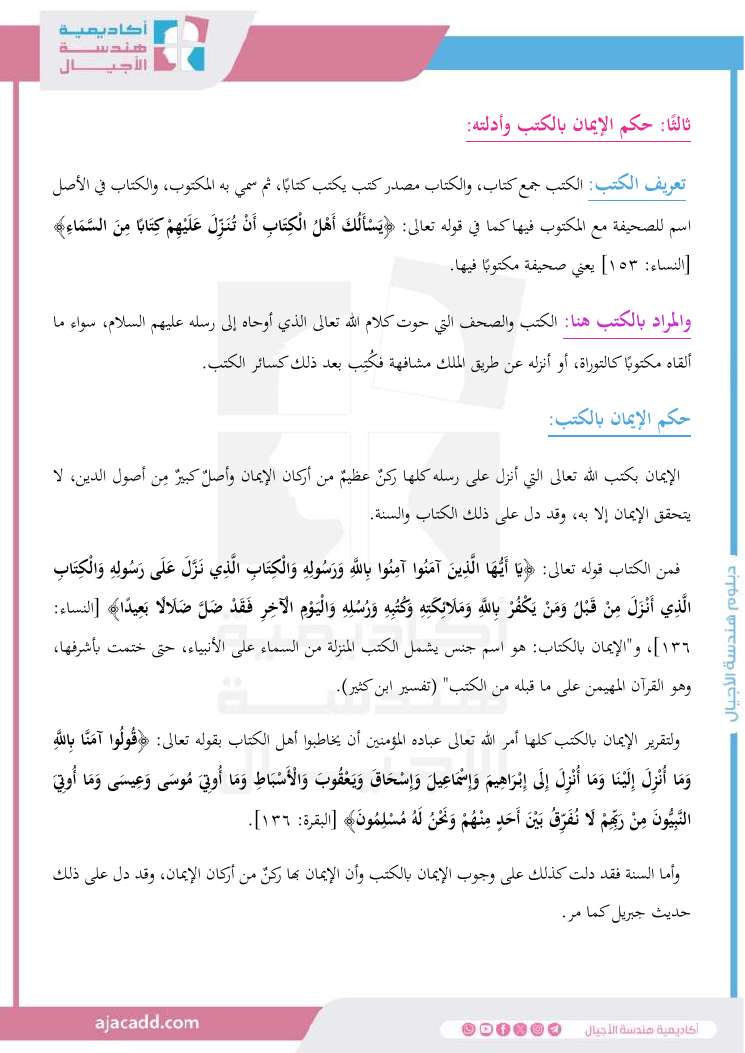 أكاديمية
هندسة
الأجيال
ثالثًا: حكم الإيمان بالكتب وأدلته:
تعريف الكتب: الكتب جمع كتاب، والكتاب مصدر كتب يكتب كتابًا، ثم سمي به المكتوب، والكتاب في الأصل
اسم للصحيفة مع المكتوب فيها كما في قوله تعالى: ﴿يَسْأَلُكَ أَهْلُ الْكِتَابِ أَنْ تُنَزِّلَ عَلَيْهِمْ كِتَابًا مِنَ السَّمَاءِ﴾
[النساء: ١٥٣] يعني صحيفة مكتوبًا فيها.
والمراد بالكتب هنا: الكتب والصحف التي حوت كلام الله تعالى الذي أوحاه إلى رسله عليهم السلام، سواء ما
ألقاه مكتوبًا كالتوراة، أو أنزله عن طريق الملك مشافهة فكُتِب بعد ذلك كسائر الكتب.
حكم الإيمان بالكتب:
الإيمان بكتب الله تعالى التي أنزل على رسله كلها ركنٌ عظيمٌ من أركان الإيمان وأصلٌ كبيرٌ مِن أصول الدين، لا
يتحقق الإيمان إلا به، وقد دل على ذلك الكتاب والسنة.
فمن الكتاب قوله تعالى: ﴿يَا أَيُّهَا الَّذِينَ آمَنُوا آمِنُوا بِاللَّهِ وَرَسُولِهِ وَالْكِتَابِ الَّذِي نَزَّلَ عَلَى رَسُولِهِ وَالْكِتَابِ
الَّذِي أَنْزَلَ مِنْ قَبْلُ وَمَنْ يَكْفُرْ بِاللَّهِ وَمَلَائِكَتِهِ وَكُتُبِهِ وَرُسُلِهِ وَالْيَوْمِ الْآخِرِ فَقَدْ ضَلَّ ضَلَالًا بَعِيدًا﴾ [النساء:
١٣٦]، و"الإيمان بالكتاب: هو اسم جنس يشمل الكتب المنزلة من السماء على الأنبياء، حتى ختمت بأشرفها،
وهو القرآن المهيمن على ما قبله من الكتب" (تفسير ابن كثير).
ولتقرير الإيمان بالكتب كلها أمر الله تعالى عباده المؤمنين أن يخاطبوا أهل الكتاب بقوله تعالى: ﴿قُولُوا آمَنَّا بِاللَّهِ
وَمَا أُنْزِلَ إِلَيْنَا وَمَا أُنْزِلَ إِلَى إِبْرَاهِيمَ وَإِسْمَاعِيلَ وَإِسْحَاقَ وَيَعْقُوبَ وَالْأَسْبَاطِ وَمَا أُوتِيَ مُوسَى وَعِيسَى وَمَا أُوتِيَ
النَّبِيُّونَ مِنْ رَبِّهِمْ لَا نُفَرِّقُ بَيْنَ أَحَدٍ مِنْهُمْ وَنَحْنُ لَهُ مُسْلِمُونَ﴾ [البقرة: ١٣٦].
وأما السنة فقد دلت كذلك على وجوب الإيمان بالكتب وأن الإيمان بها ركنٌ من أركان الإيمان، وقد دل على ذلك
حديث جبريل كما مر.
دبلوم هندسة الأجيال
أكاديمية
هندسة
الأجيال
أكاديمية هندسة الأجيال
ajacadd.com